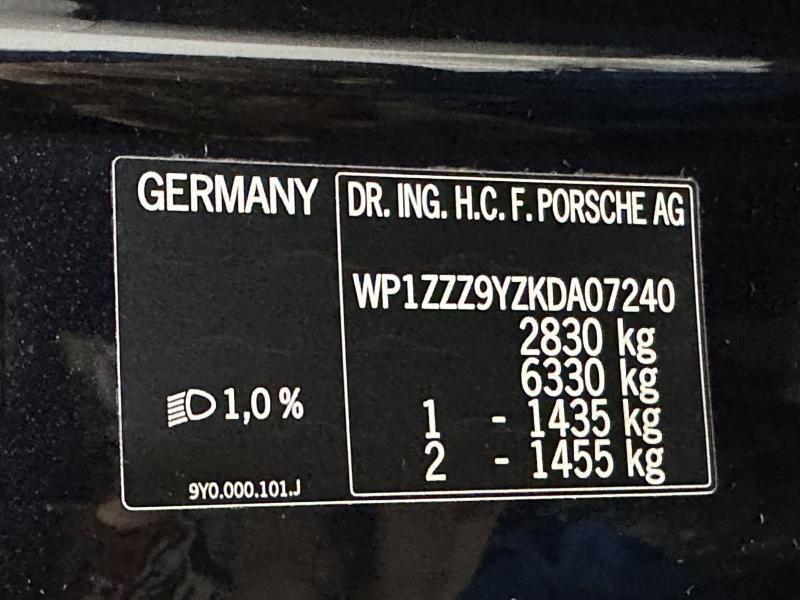 GERMANY
DR. ING. H.C. F. PORSCHE AG
WP1ZZZ9YZKDA07240
2830 kg
6330 kg
1 - 1435 kg
2 - 1455 kg
1,0 %
9Y0.000.101.J